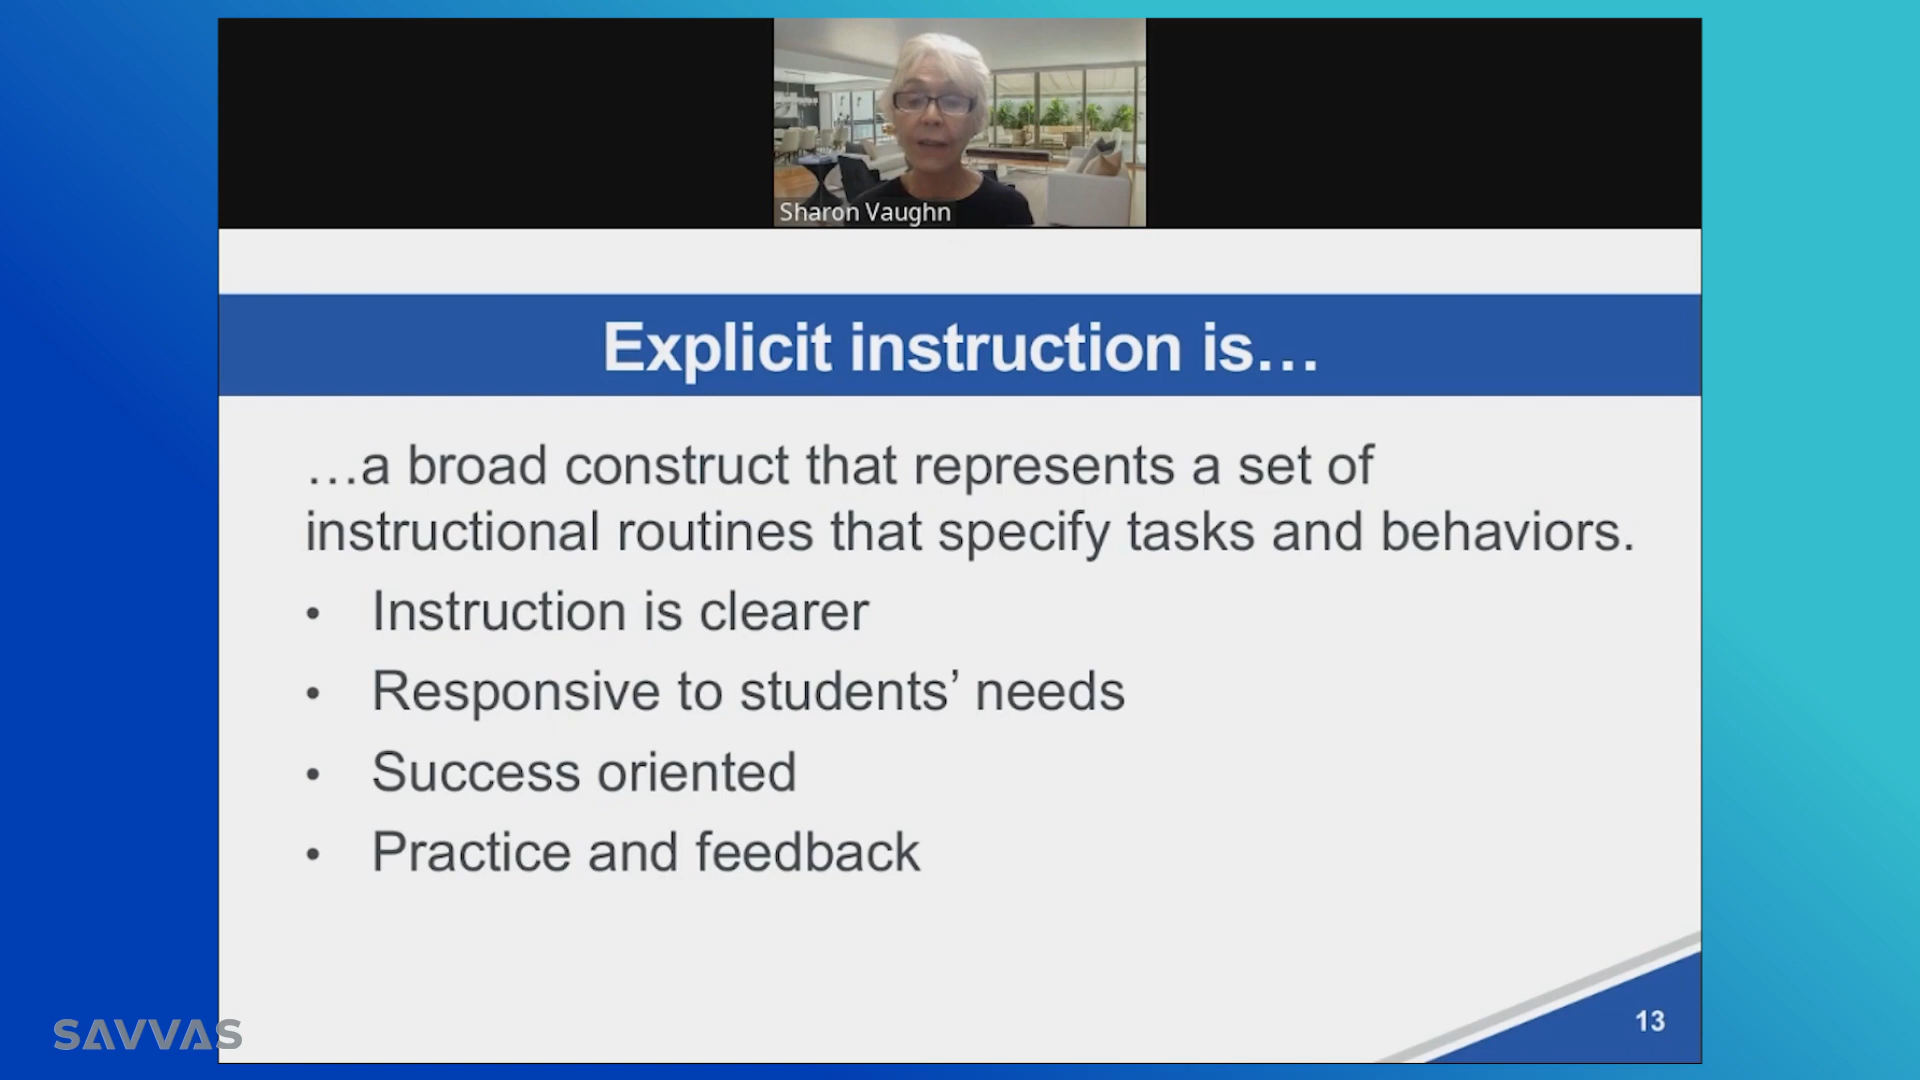 Sharon Vaughn
Explicit instruction is…
…a broad construct that represents a set of
instructional routines that specify tasks and behaviors.
• Instruction is clearer
• Responsive to students’ needs
• Success oriented
• Practice and feedback
SAVVAS
13